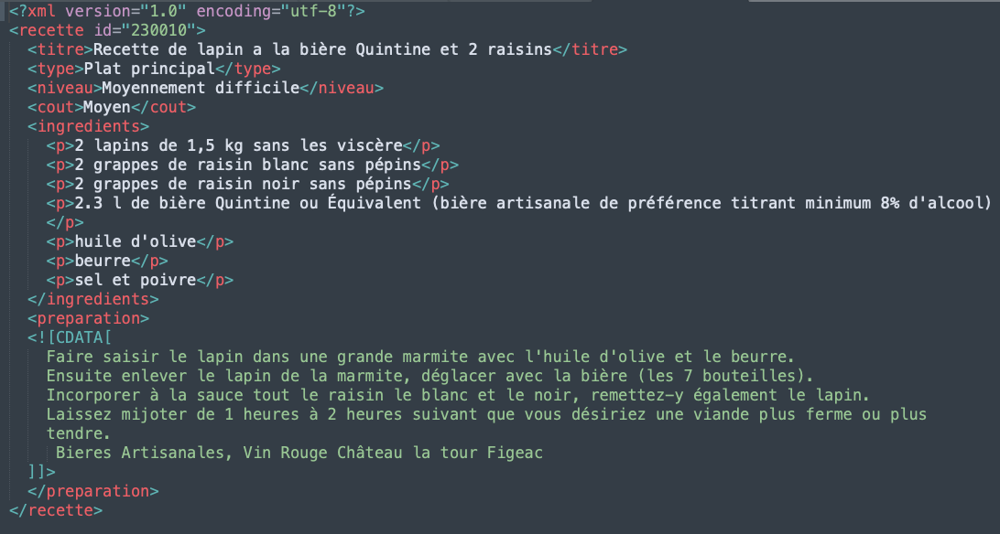 <?xml version="1.0" encoding="utf-8"?>
<recette id="230010">
<titre>Recette de lapin a la bière Quintine et 2 raisins</titre>
<type>Plat principal</type>
<niveau>Moyennement difficile</niveau>
<cout>Moyen</cout>
<ingredients>
<p>2 lapins de 1,5 kg sans les viscère</p>
<p>2 grappes de raisin blanc sans pépins</p>
<p>2 grappes de raisin noir sans pépins</p>
<p>2.3 l de bière Quintine ou Équivalent (bière artisanale de préférence titrant minimum 8% d'alcool)
</p>
<p>huile d'olive</p>
<p>beurre</p>
<p>sel et poivre</p>
</ingredients>
<preparation>
<![CDATA[
Faire saisir le lapin dans une grande marmite avec l'huile d'olive et le beurre.
Ensuite enlever le lapin de la marmite, déglacer avec la bière (les 7 bouteilles).
Incorporer à la sauce tout le raisin le blanc et le noir, remettez-y également le lapin.
Laissez mijoter de 1 heures à 2 heures suivant que vous désiriez une viande plus ferme ou plus
tendre.
Bieres Artisanales, Vin Rouge Château la tour Figeac
]]>
</preparation>
</recette>